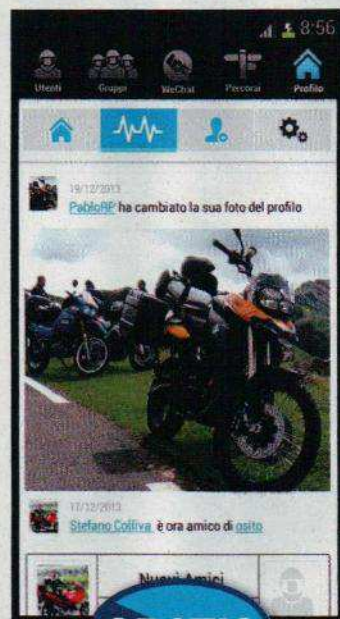 8:56
Utenti Gruppi WeChat Percorsi Profilo
19/12/2013
PabloRP ha cambiato la sua foto del profilo
17/12/2013
Stefano Colliva è ora amico di osito
Nuovi Amici